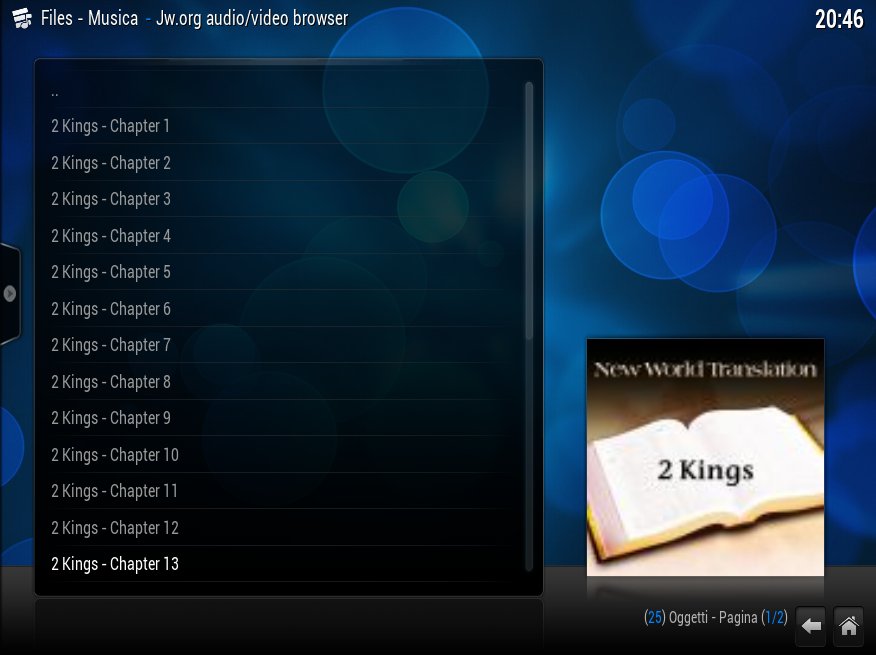 Files - Musica - Jw.org audio/video browser
20:46
..
2 Kings - Chapter 1
2 Kings - Chapter 2
2 Kings - Chapter 3
2 Kings - Chapter 4
2 Kings - Chapter 5
2 Kings - Chapter 6
2 Kings - Chapter 7
2 Kings - Chapter 8
2 Kings - Chapter 9
2 Kings - Chapter 10
2 Kings - Chapter 11
2 Kings - Chapter 12
2 Kings - Chapter 13
New World Translation
2 Kings
(25) Oggetti - Pagina (1/2)